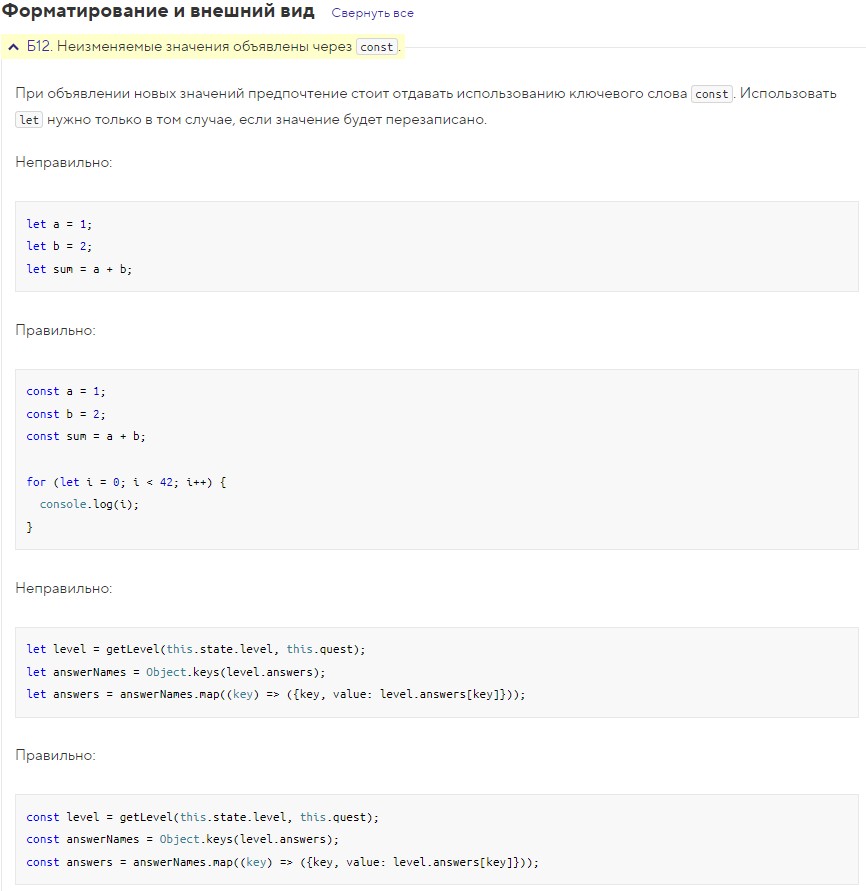 Форматирование и внешний вид Свернуть все
Б12. Неизменяемые значения объявлены через const.
При объявлении новых значений предпочтение стоит отдавать использованию ключевого слова const. Использовать
let нужно только в том случае, если значение будет перезаписано.
Неправильно:
let a = 1;
let b = 2;
let sum = a + b;
Правильно:
const a = 1;
const b = 2;
const sum = a + b;
for (let i = 0; i < 42; i++) {
  console.log(i);
}
Неправильно:
let level = getLevel(this.state.level, this.quest);
let answerNames = Object.keys(level.answers);
let answers = answerNames.map((key) => ({key, value: level.answers[key]}));
Правильно:
const level = getLevel(this.state.level, this.quest);
const answerNames = Object.keys(level.answers);
const answers = answerNames.map((key) => ({key, value: level.answers[key]}));